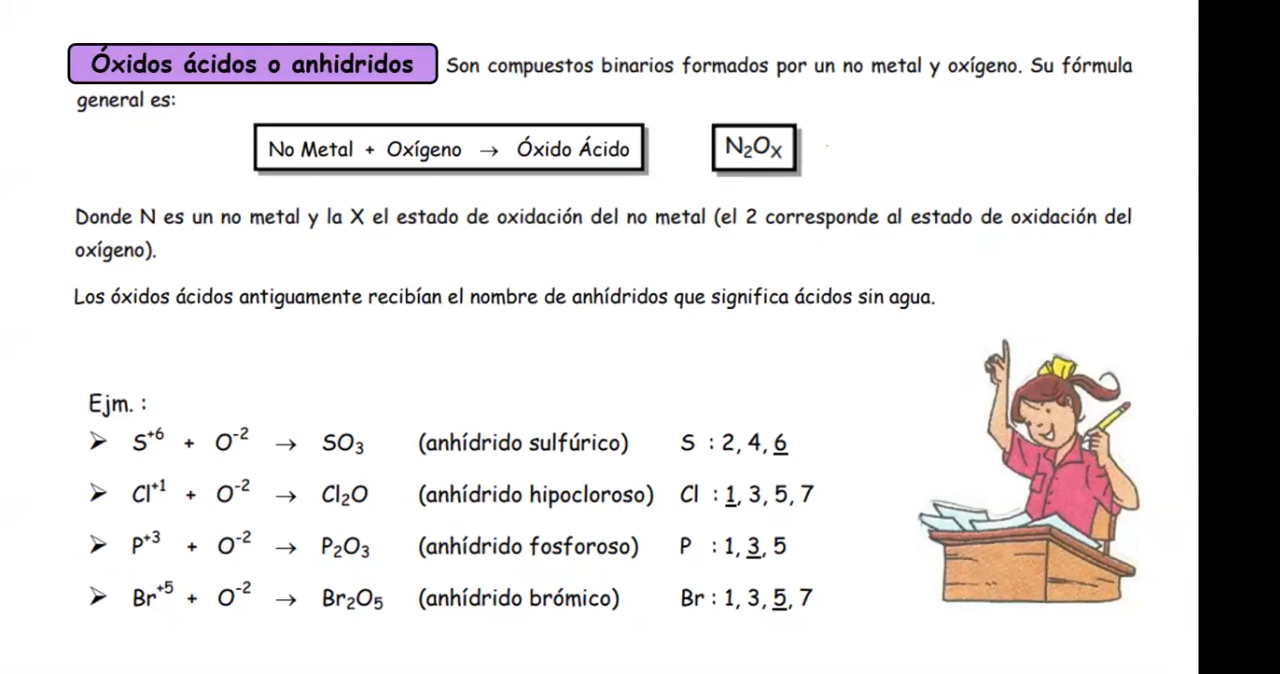 Óxidos ácidos o anhidridos Son compuestos binarios formados por un no metal y oxígeno. Su fórmula
general es:
No Metal + Oxígeno → Óxido Ácido N₂Oₓ
Donde N es un no metal y la X el estado de oxidación del no metal (el 2 corresponde al estado de oxidación del
oxígeno).
Los óxidos ácidos antiguamente recibían el nombre de anhídridos que significa ácidos sin agua.
Ejm. :
➢ S⁺⁶ + O⁻² → SO₃ (anhídrido sulfúrico) S : 2, 4, 6
➢ Cl⁺¹ + O⁻² → Cl₂O (anhídrido hipocloroso) Cl : 1, 3, 5, 7
➢ P⁺³ + O⁻² → P₂O₃ (anhídrido fosforoso) P : 1, 3, 5
➢ Br⁺⁵ + O⁻² → Br₂O₅ (anhídrido brómico) Br : 1, 3, 5, 7